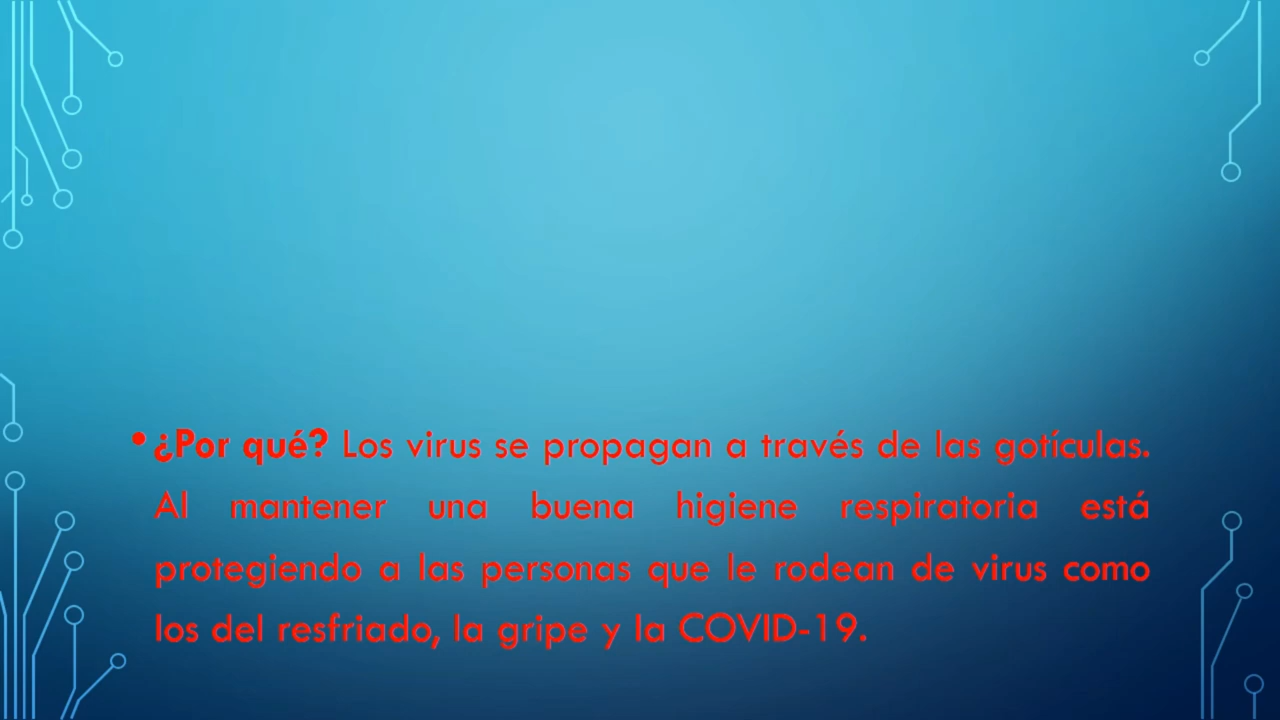 • ¿Por qué? Los virus se propagan a través de las gotículas.
Al mantener una buena higiene respiratoria está
protegiendo a las personas que le rodean de virus como
los del resfriado, la gripe y la COVID-19.